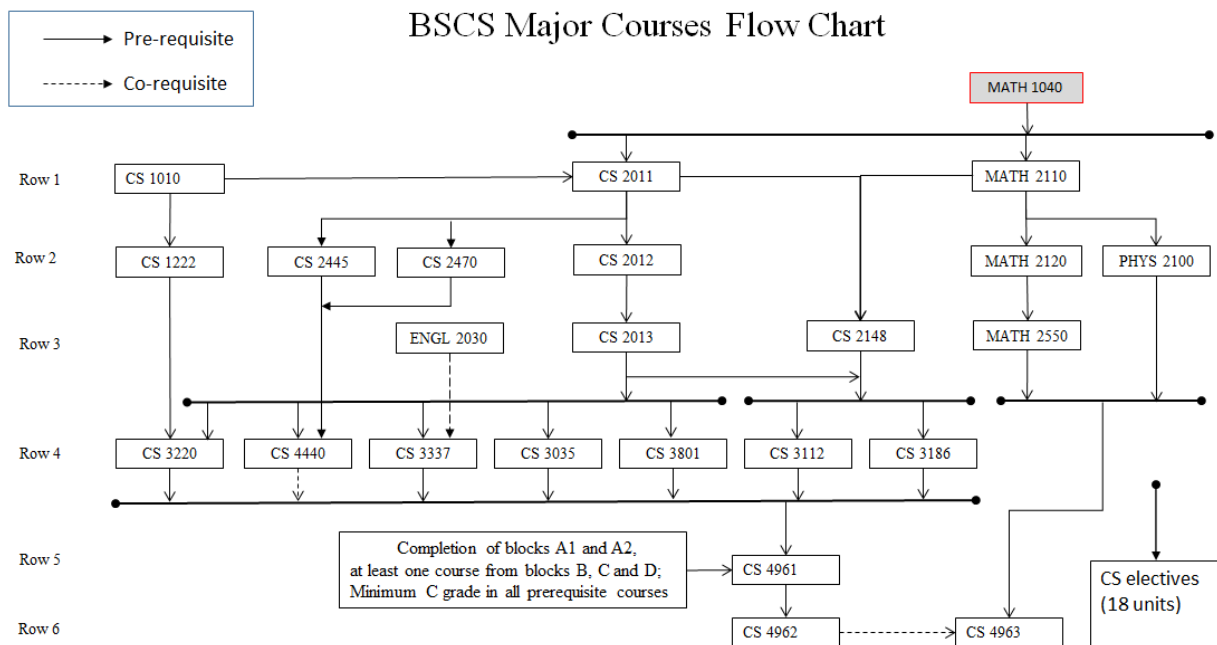 BSCS Major Courses Flow Chart
Pre-requisite
Co-requisite
MATH 1040
Row 1
CS 1010
CS 2011
MATH 2110
Row 2
CS 1222
CS 2445
CS 2470
CS 2012
MATH 2120
PHYS 2100
Row 3
ENGL 2030
CS 2013
CS 2148
MATH 2550
Row 4
CS 3220
CS 4440
CS 3337
CS 3035
CS 3801
CS 3112
CS 3186
Row 5
Completion of blocks A1 and A2,
at least one course from blocks B, C and D;
Minimum C grade in all prerequisite courses
CS 4961
CS electives
(18 units)
Row 6
CS 4962
CS 4963